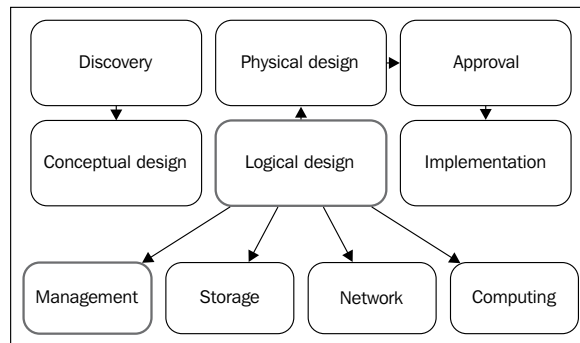 Discovery
Physical design
Approval
Conceptual design
Logical design
Implementation
Management
Storage
Network
Computing